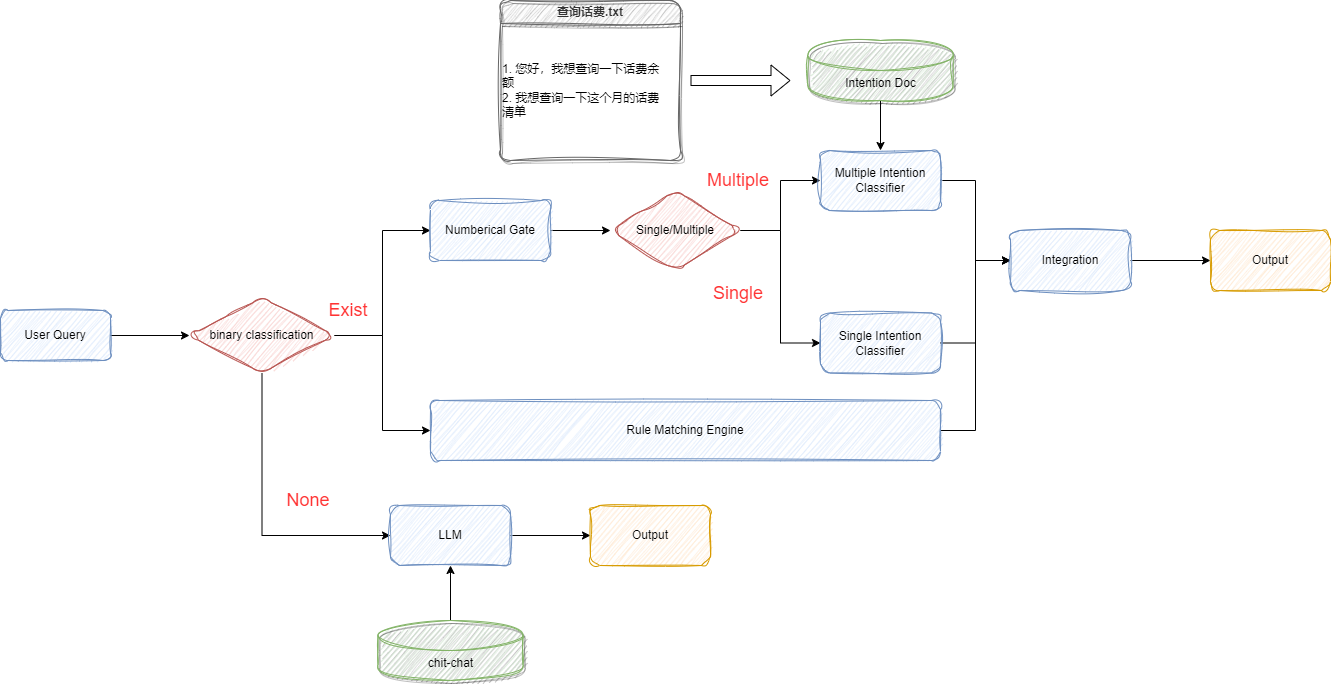 查询话费.txt
1. 您好，我想查询一下话费余
额
2. 我想查询一下这个月的话费
清单
Intention Doc
Multiple
Multiple Intention
Classifier
Numberical Gate
Single/Multiple
Integration
Output
Single
Exist
User Query
binary classification
Single Intention
Classifier
Rule Matching Engine
None
LLM
Output
chit-chat